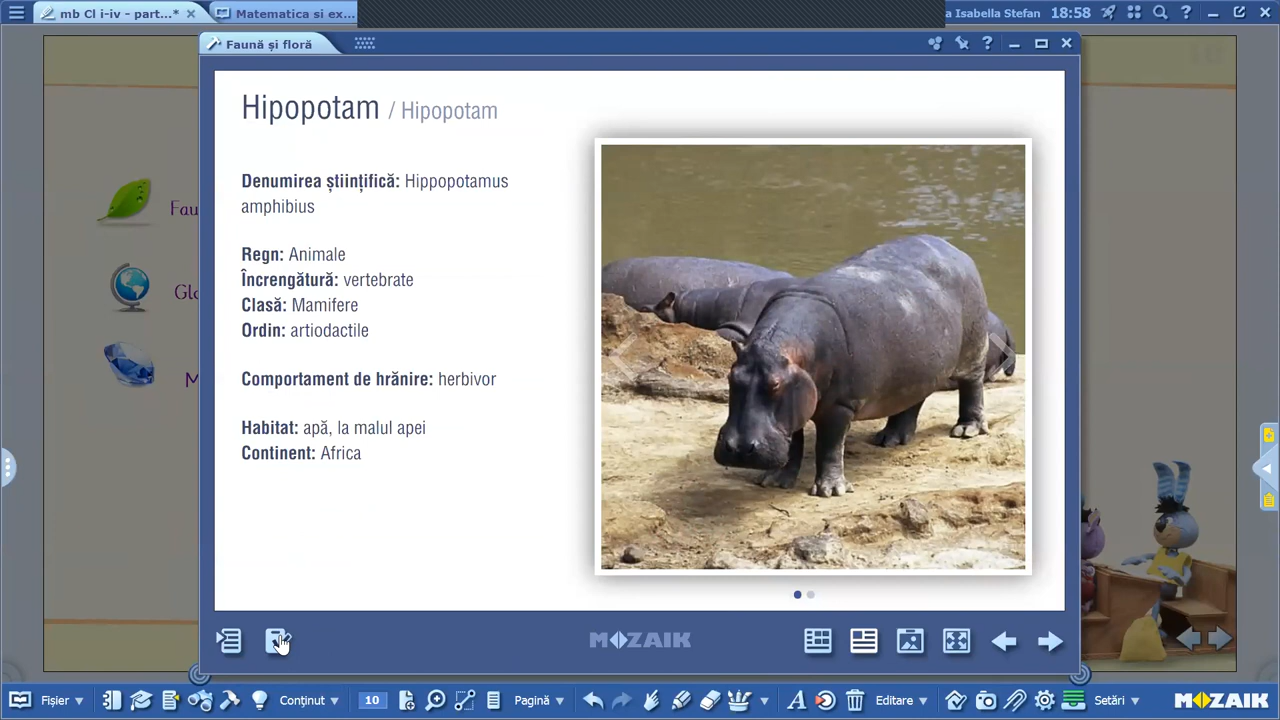 mb Cl i-iv - part...*
Matematica si ex...
a Isabella Stefan
18:58
Faună și floră
Hipopotam / Hipopotam
Denumirea științifică: Hippopotamus
amphibius
Regn: Animale
Încrengătură: vertebrate
Clasă: Mamifere
Ordin: artiodactile
Comportament de hrănire: herbivor
Habitat: apă, la malul apei
Continent: Africa
Fau
Glo
M
MOZAIK
Fișier
Conținut
10
Pagină
Editare
Setări
MOZAIK